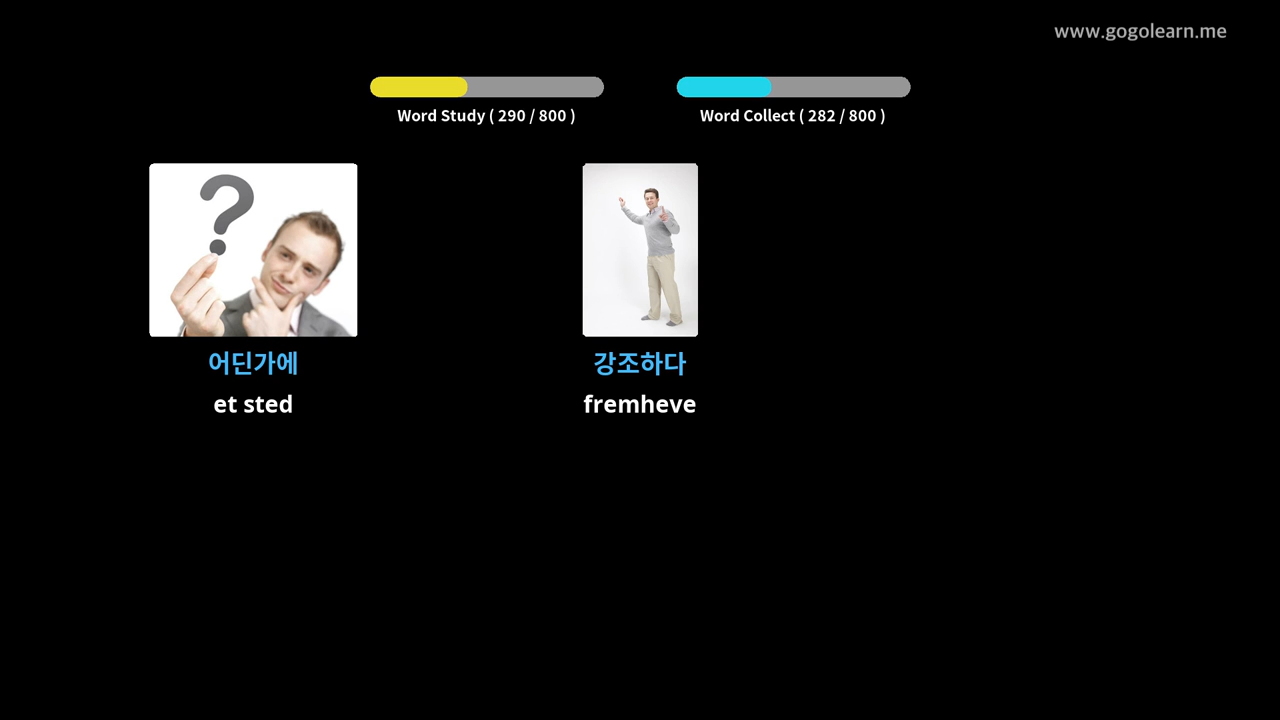 www.gogolearn.me
Word Study ( 290 / 800 )
Word Collect ( 282 / 800 )
어딘가에
et sted
강조하다
fremheve